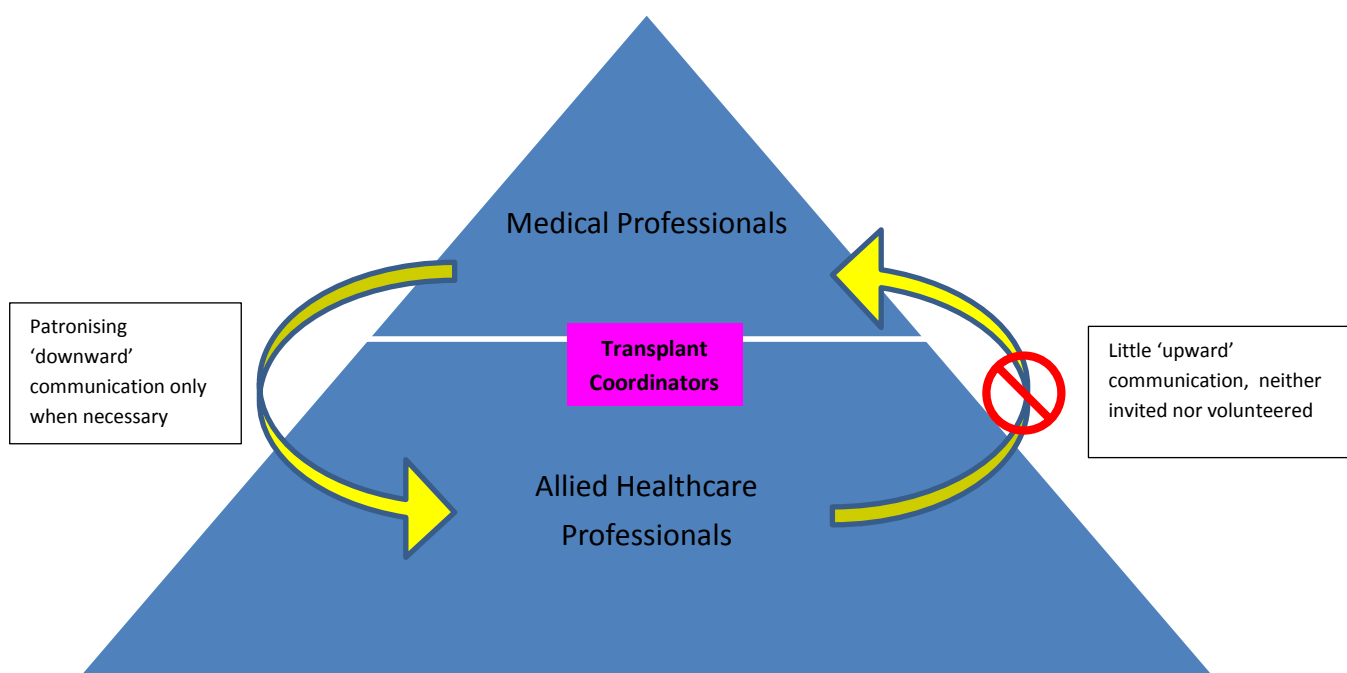 Medical Professionals
Patronising
‘downward’
communication only
when necessary
Transplant
Coordinators
Little ‘upward’
communication,  neither
invited nor volunteered
Allied Healthcare
Professionals